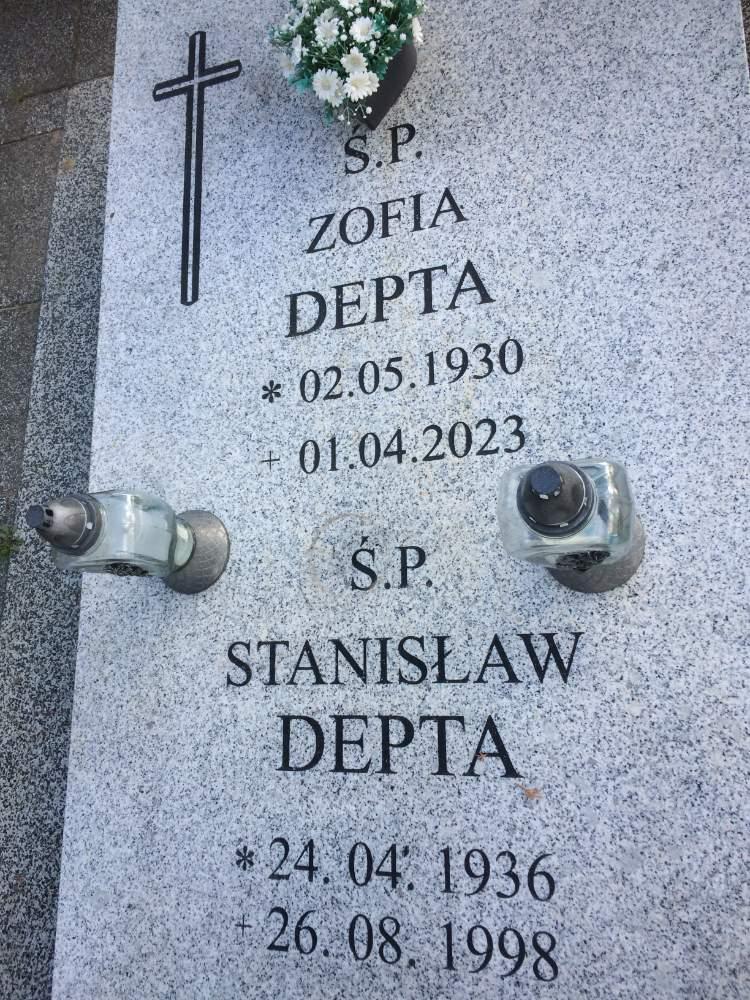 Ś.P.
ZOFIA
DEPTA
* 02.05.1930
+ 01.04.2023
Ś.P.
STANISŁAW
DEPTA
* 24. 04. 1936
+ 26. 08. 1998